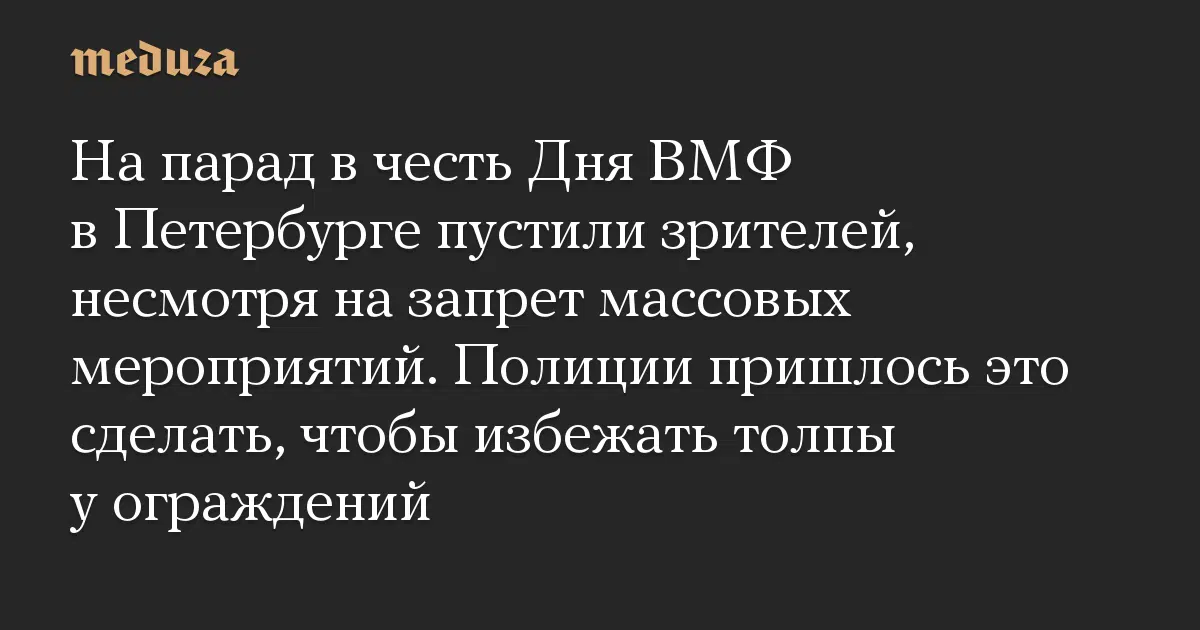 meduza
На парад в честь Дня ВМФ
в Петербурге пустили зрителей,
несмотря на запрет массовых
мероприятий. Полиции пришлось это
сделать, чтобы избежать толпы
у ограждений